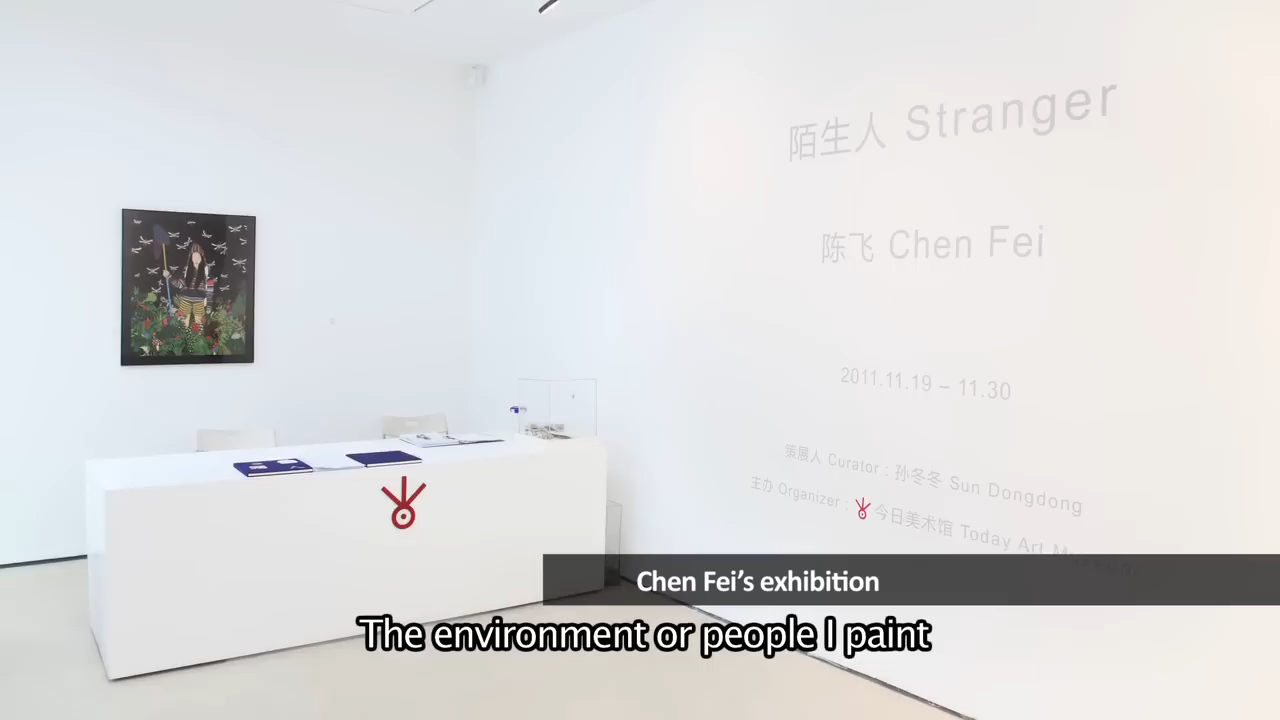 陌生人 Stranger
陈飞 Chen Fei
2011.11.19 – 11.30
策展人 Curator : 孙冬冬 Sun Dongdong
主办 Organizer : 今日美术馆 Today Art Museum
Chen Fei’s exhibition
The environment or people I paint